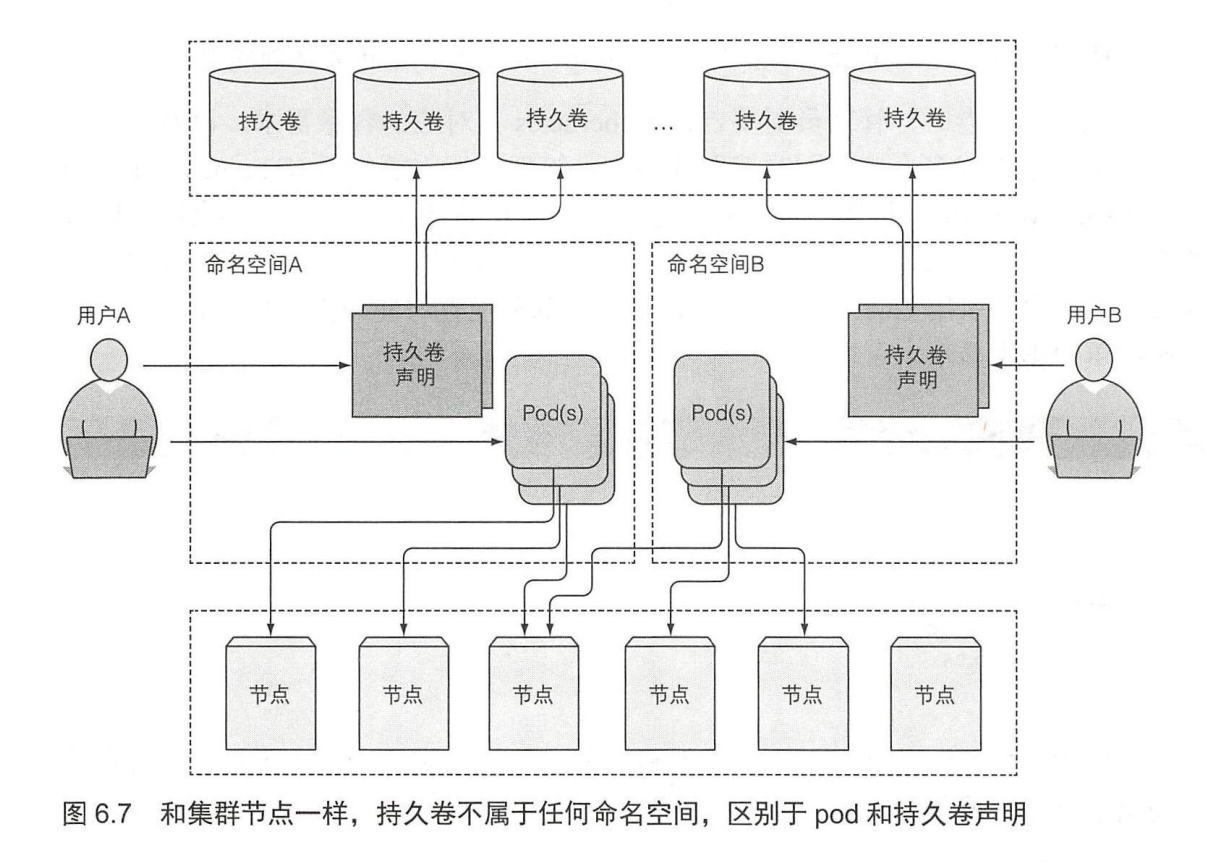 持久卷
持久卷
持久卷
...
持久卷
持久卷
命名空间A
命名空间B
用户A
用户B
持久卷
声明
持久卷
声明
Pod(s)
Pod(s)
节点
节点
节点
节点
节点
节点
图 6.7 和集群节点一样，持久卷不属于任何命名空间，区别于 pod 和持久卷声明